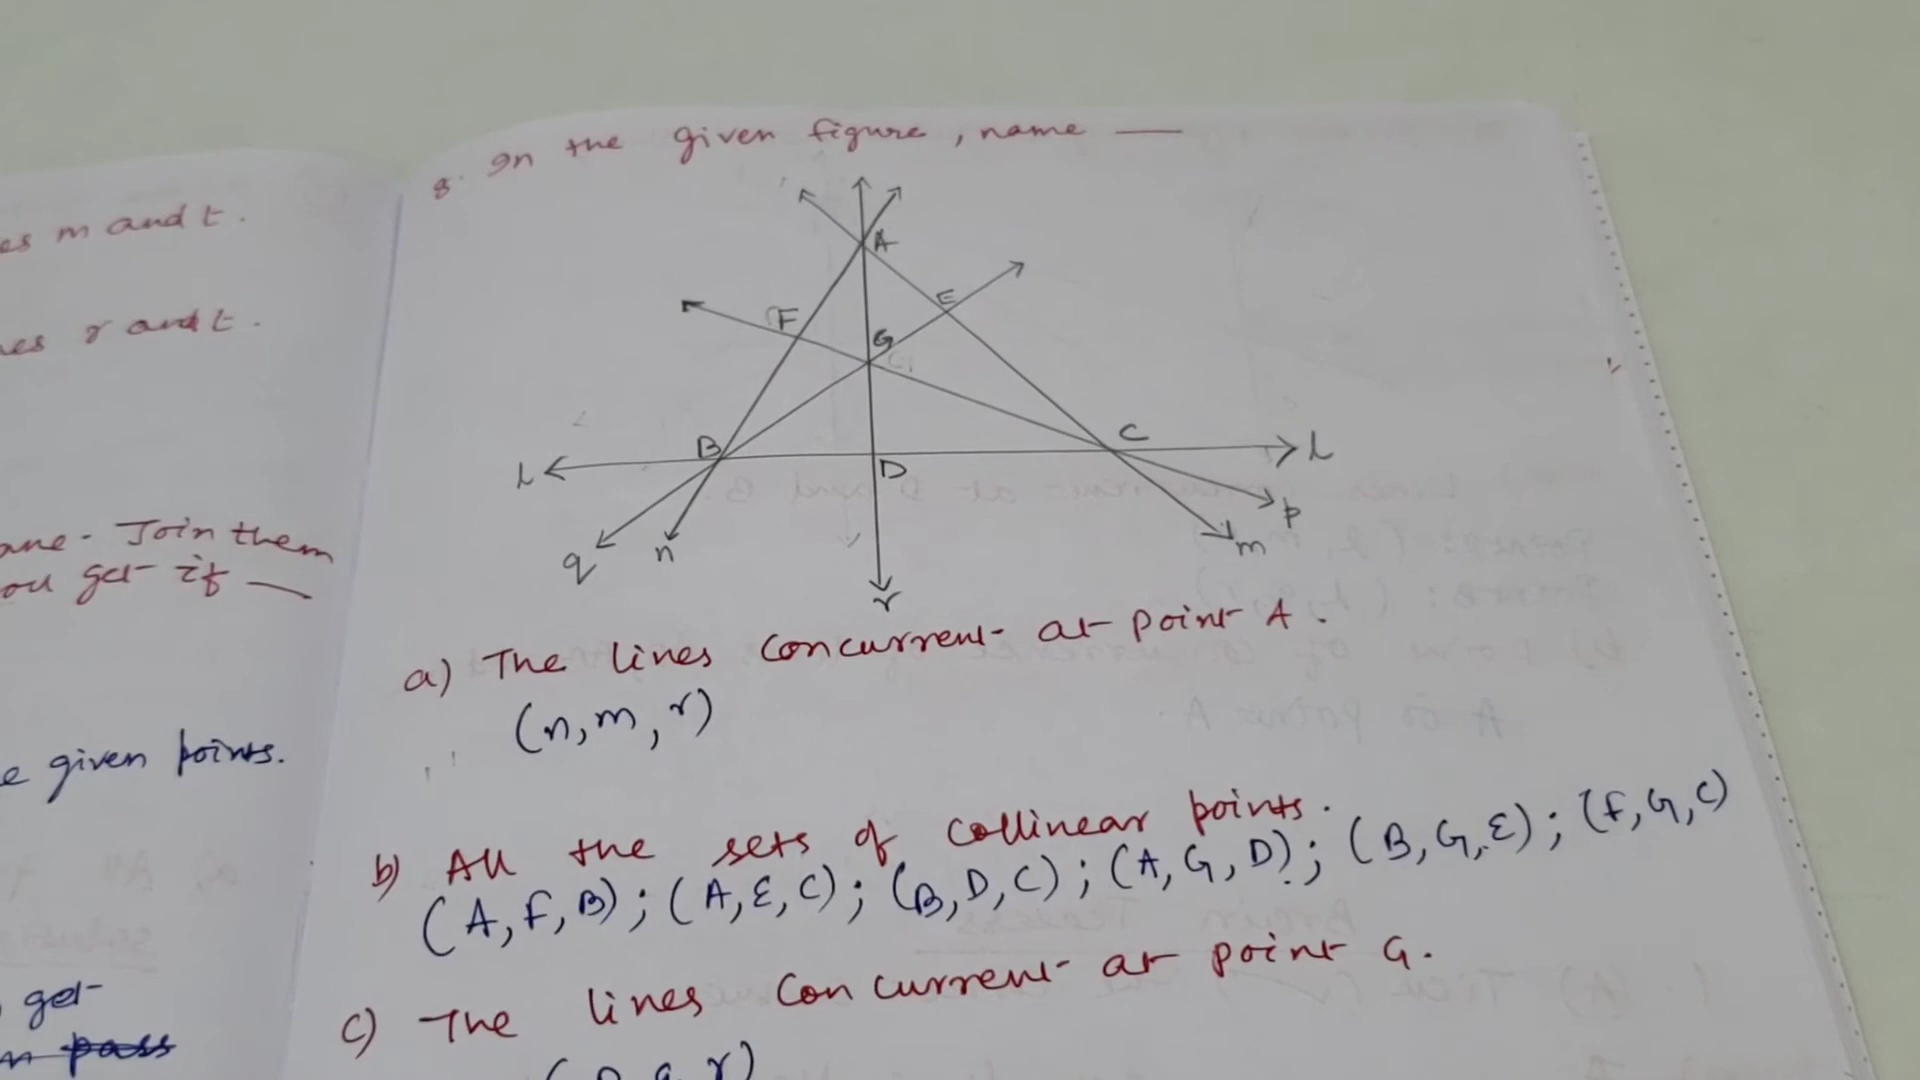 es m and t.
es r and t.
ane. Join them
ou get if —
e given points.
get
pass
8. In the given figure, name —
A
E
F
G
G
B
C
l
l
D
p
q
n
m
r
a) The lines concurrent at point A.
(n, m, r)
b) All the sets of collinear points.
(A, F, B); (A, E, C); (B, D, C); (A, G, D); (B, G, E); (F, G, C)
c) The lines concurrent at point G.